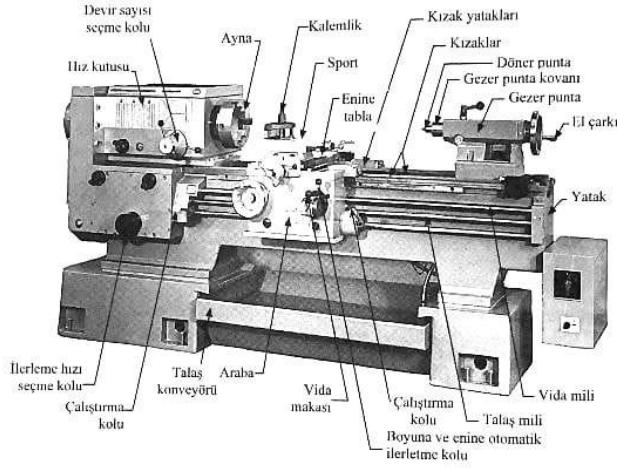 Devir sayısı
seçme kolu
Hız kutusu
Ayna
Kalemlik
Sport
Enine
tabla
Kızak yatakları
Kızaklar
Döner punta
Gezer punta kovanı
Gezer punta
El çarkı
Yatak
İlerleme hızı
seçme kolu
Çalıştırma
kolu
Talaş
konveyörü
Araba
Vida
makası
Çalıştırma
kolu
Boyuna ve enine otomatik
ilerletme kolu
Talaş mili
Vida mili